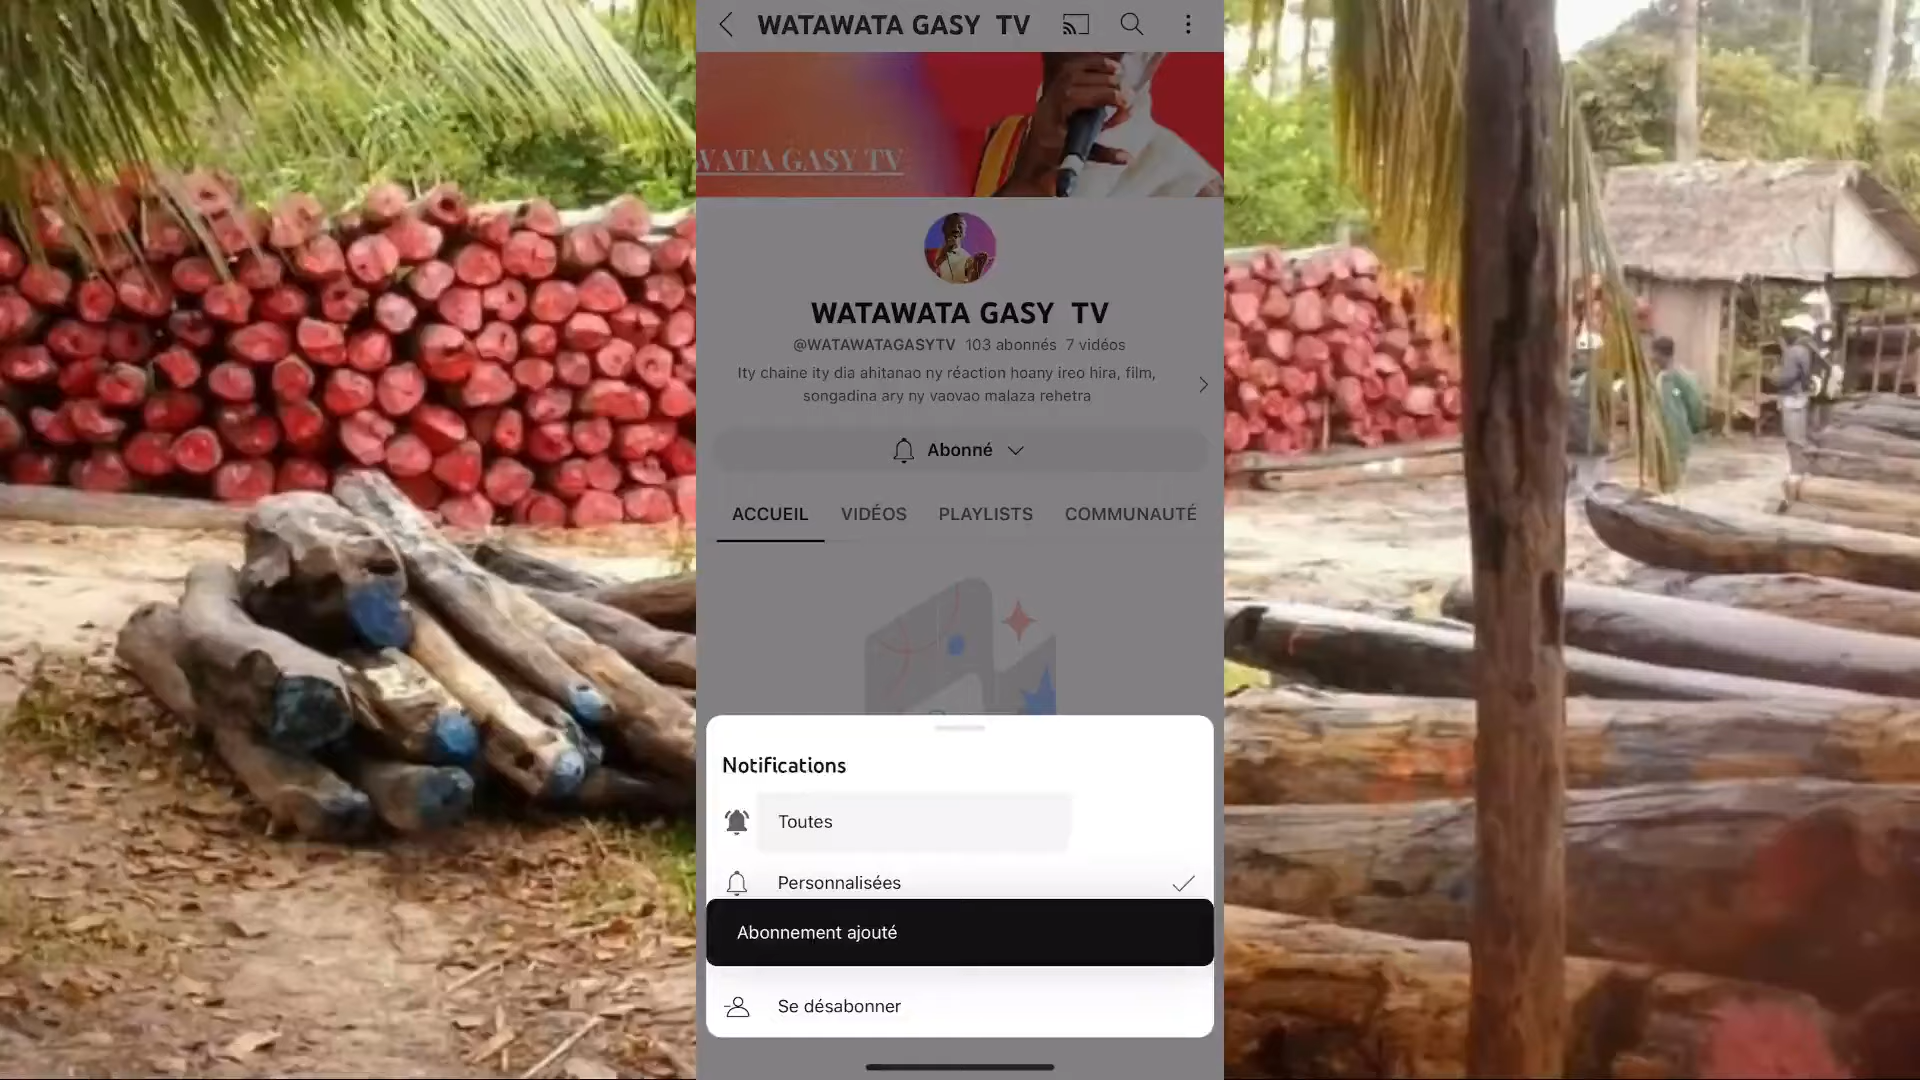 WATAWATA GASY TV
WATA GASY TV
WATAWATA GASY TV
@WATAWATAGASYTV 103 abonnés 7 vidéos
Ity chaine ity dia ahitanao ny réaction hoany ireo hira, film,
songadina ary ny vaovao malaza rehetra
Abonné
ACCUEIL VIDÉOS PLAYLISTS COMMUNAUTÉ
Notifications
Toutes
Personnalisées
Abonnement ajouté
Se désabonner